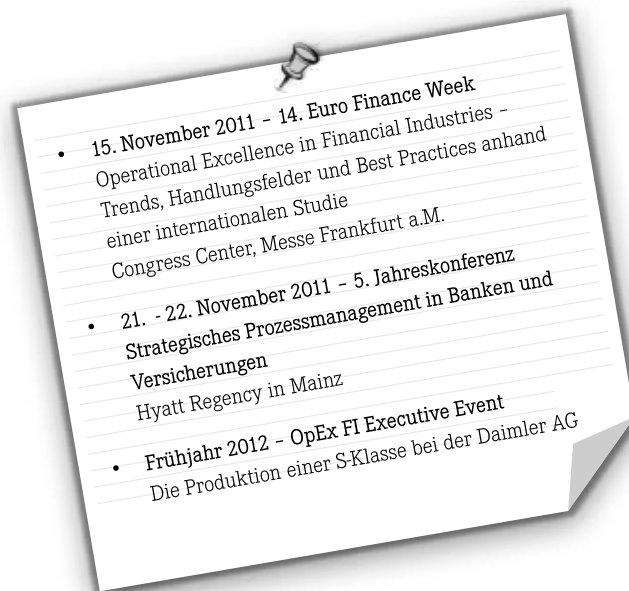 • 15. November 2011 – 14. Euro Finance Week
Operational Excellence in Financial Industries –
Trends, Handlungsfelder und Best Practices anhand
einer internationalen Studie
Congress Center, Messe Frankfurt a.M.
• 21. - 22. November 2011 – 5. Jahreskonferenz
Strategisches Prozessmanagement in Banken und
Versicherungen
Hyatt Regency in Mainz
• Frühjahr 2012 – OpEx FI Executive Event
Die Produktion einer S-Klasse bei der Daimler AG